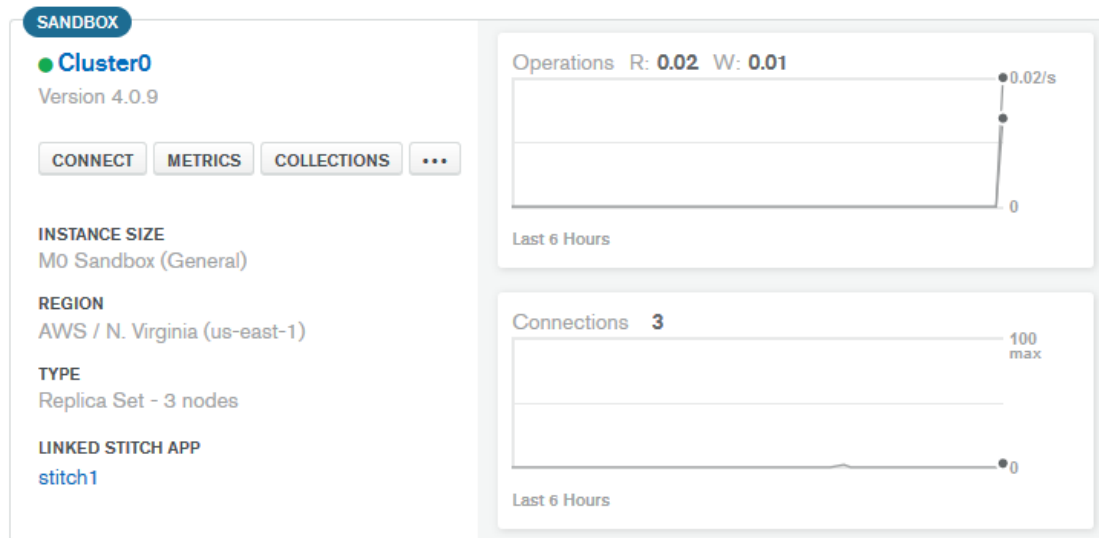 SANDBOX
Cluster0
Version 4.0.9
CONNECT METRICS COLLECTIONS ...
INSTANCE SIZE
M0 Sandbox (General)
REGION
AWS / N. Virginia (us-east-1)
TYPE
Replica Set - 3 nodes
LINKED STITCH APP
stitch1
Operations R: 0.02 W: 0.01
0.02/s
0
Last 6 Hours
Connections 3
100
max
0
Last 6 Hours